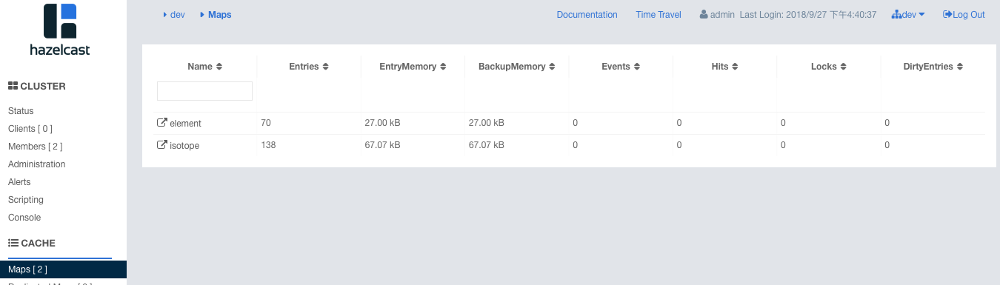 hazelcast
dev Maps Documentation Time Travel admin Last Login: 2018/9/27 下午4:40:37 dev Log Out
CLUSTER
Status
Clients [ 0 ]
Members [ 2 ]
Administration
Alerts
Scripting
Console
CACHE
Maps [ 2 ]
Name Entries EntryMemory BackupMemory Events Hits Locks DirtyEntries
element 70 27.00 kB 27.00 kB 0 0 0 0
isotope 138 67.07 kB 67.07 kB 0 0 0 0